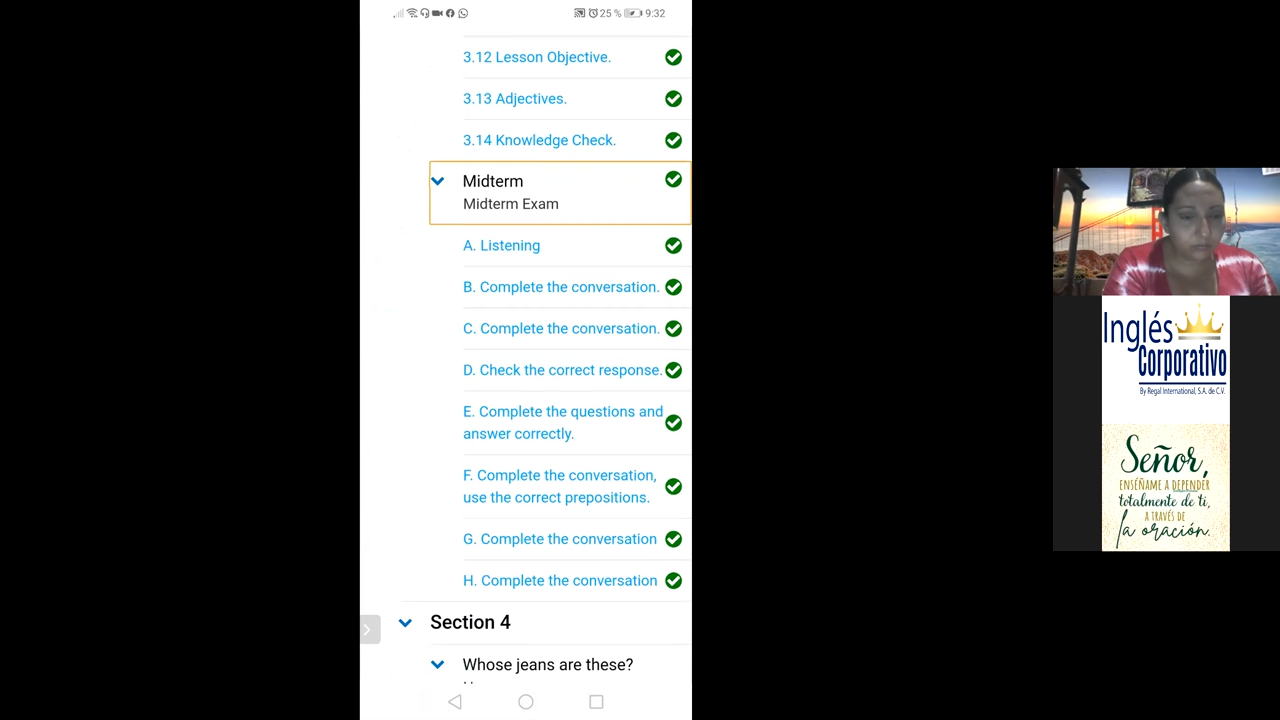 25 % 9:32
3.12 Lesson Objective.
3.13 Adjectives.
3.14 Knowledge Check.
Midterm
Midterm Exam
A. Listening
B. Complete the conversation.
C. Complete the conversation.
D. Check the correct response.
E. Complete the questions and
answer correctly.
F. Complete the conversation,
use the correct prepositions.
G. Complete the conversation
H. Complete the conversation
Section 4
Whose jeans are these?
Inglés
Corporativo
By Regal International, S.A. de C.V.
Señor,
ENSÉÑAME A DEPENDER
totalmente de ti,
A TRAVÉS DE
la oración.